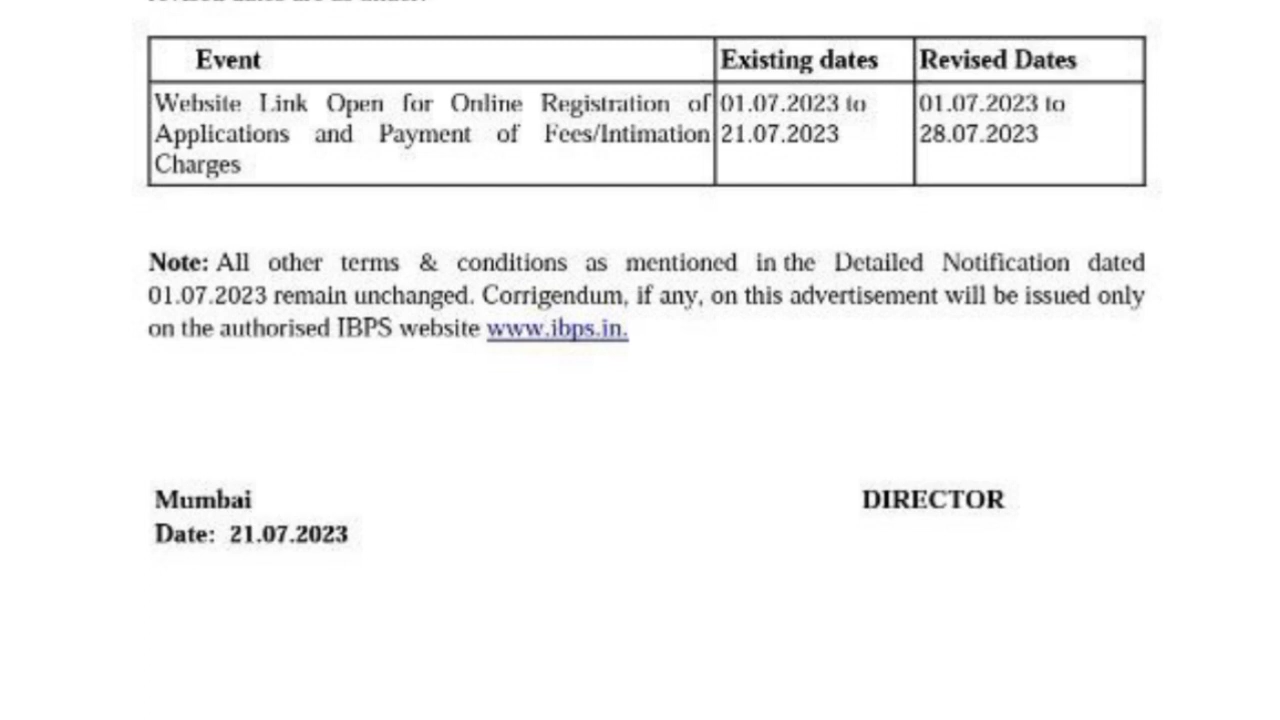 Event Existing dates Revised Dates
Website Link Open for Online Registration of 01.07.2023 to 01.07.2023 to
Applications and Payment of Fees/Intimation 21.07.2023 28.07.2023
Charges
Note: All other terms & conditions as mentioned in the Detailed Notification dated
01.07.2023 remain unchanged. Corrigendum, if any, on this advertisement will be issued only
on the authorised IBPS website www.ibps.in.
Mumbai DIRECTOR
Date: 21.07.2023